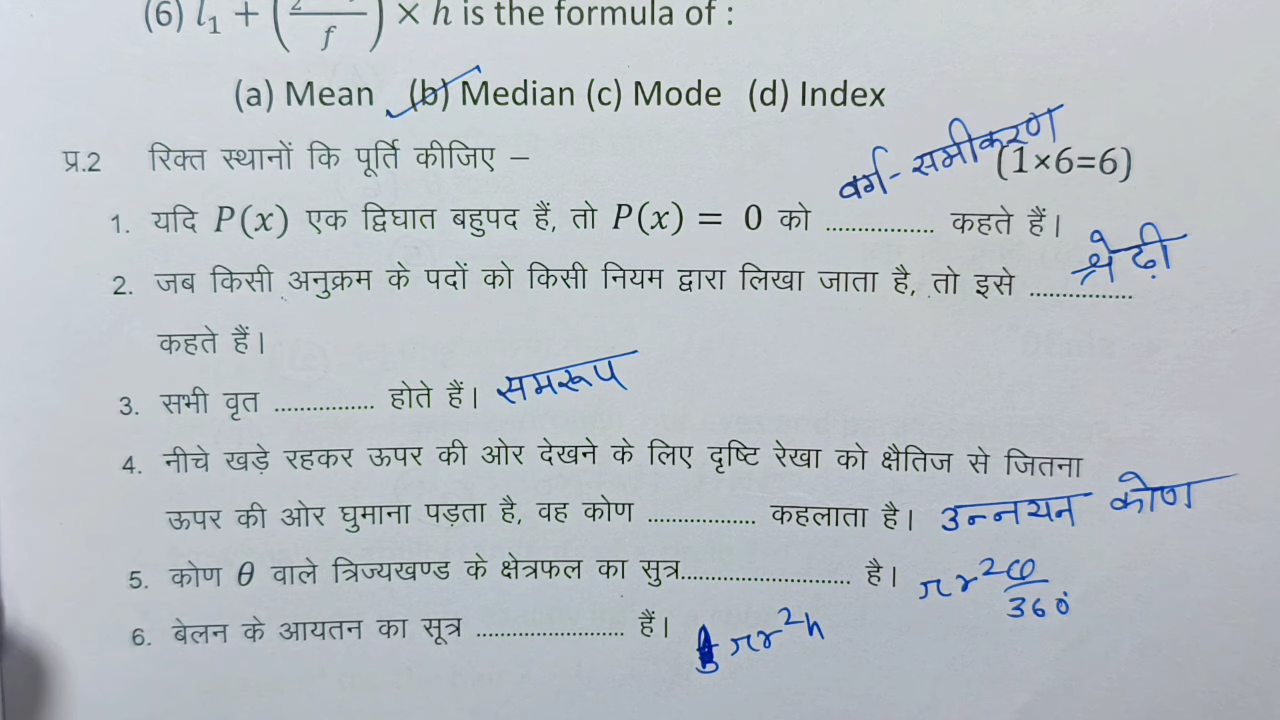 (6) l₁ + (2 / f) × h is the formula of :
(a) Mean (b) Median (c) Mode (d) Index
प्र.2 रिक्त स्थानों कि पूर्ति कीजिए – (1×6=6)
वर्ग-समीकरण
1. यदि P(x) एक द्विघात बहुपद हैं, तो P(x) = 0 को ................. कहते हैं।
श्रेढ़ी
2. जब किसी अनुक्रम के पदों को किसी नियम द्वारा लिखा जाता है, तो इसे ................
कहते हैं।
3. सभी वृत ................ होते हैं। समरूप
4. नीचे खड़े रहकर ऊपर की ओर देखने के लिए दृष्टि रेखा को क्षैतिज से जितना
ऊपर की ओर घुमाना पड़ता है, वह कोण ................. कहलाता है। उन्नयन कोण
5. कोण θ वाले त्रिज्यखण्ड के क्षेत्रफल का सुत्र........................... है। πr²θ/360°
6. बेलन के आयतन का सूत्र ....................... हैं। πr²h